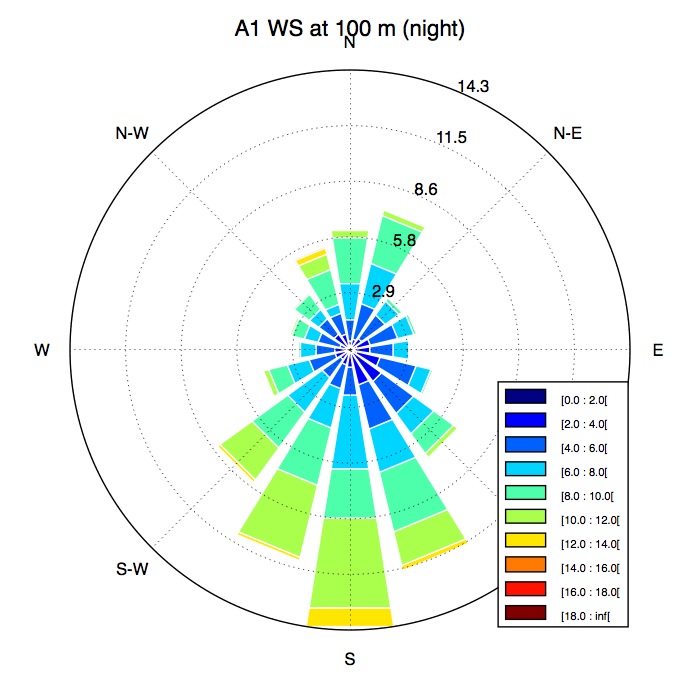 A1 WS at 100 m (night)
N
14.3
N-W
11.5
N-E
8.6
5.8
2.9
W
E
[0.0 : 2.0[
[2.0 : 4.0[
[4.0 : 6.0[
[6.0 : 8.0[
[8.0 : 10.0[
[10.0 : 12.0[
[12.0 : 14.0[
[14.0 : 16.0[
[16.0 : 18.0[
[18.0 : inf[
S-W
S